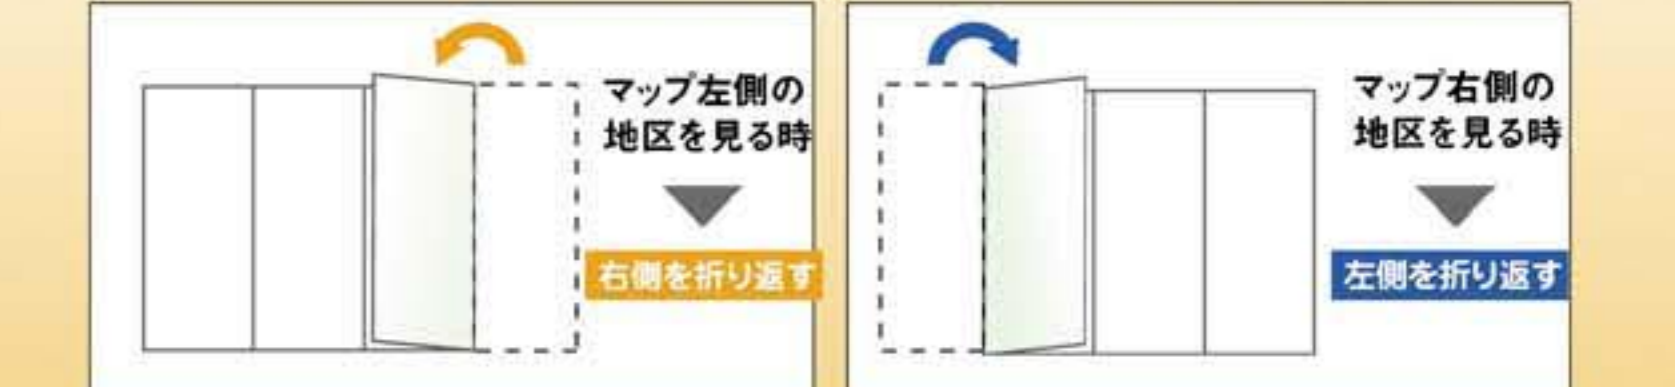 マップ左側の
地区を見る時
右側を折り返す
マップ右側の
地区を見る時
左側を折り返す